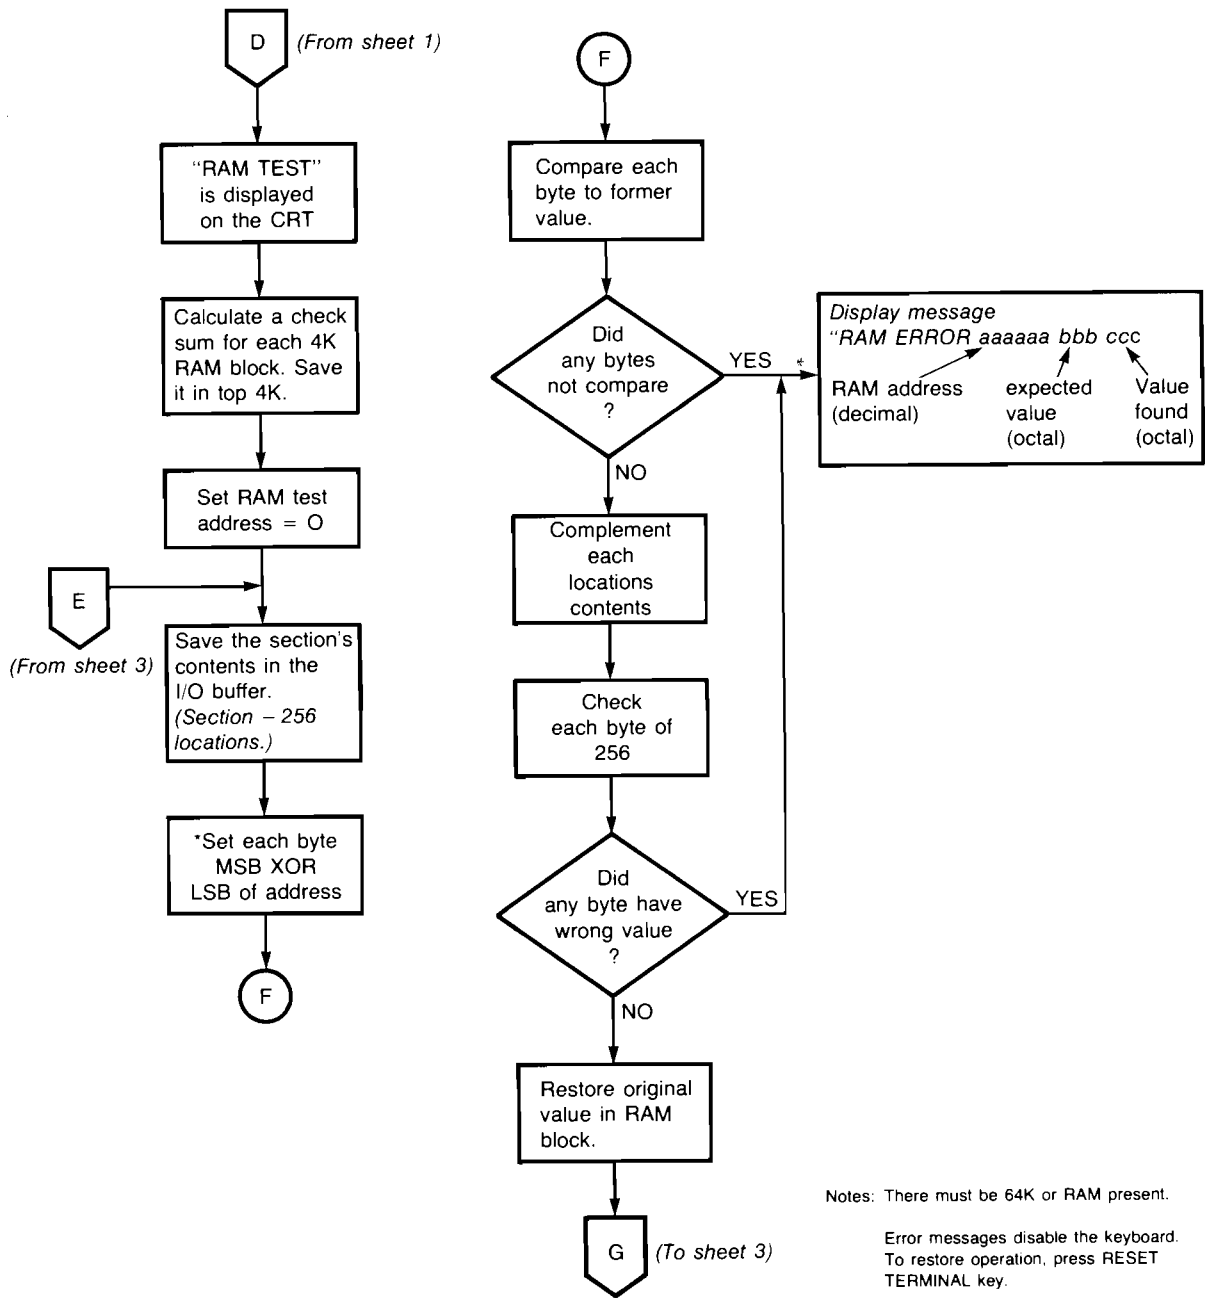 D
(From sheet 1)
"RAM TEST"
is displayed
on the CRT
Calculate a check
sum for each 4K
RAM block. Save
it in top 4K.
Set RAM test
address = O
E
(From sheet 3)
Save the section's
contents in the
I/O buffer.
(Section – 256
locations.)
*Set each byte
MSB XOR
LSB of address
F
F
Compare each
byte to former
value.
Did
any bytes
not compare
?
YES
*
NO
Display message
"RAM ERROR aaaaaa bbb ccc
RAM address
(decimal)
expected
value
(octal)
Value
found
(octal)
Complement
each
locations
contents
Check
each byte of
256
Did
any byte have
wrong value
?
YES
NO
Restore original
value in RAM
block.
G
(To sheet 3)
Notes: There must be 64K or RAM present.
Error messages disable the keyboard.
To restore operation, press RESET
TERMINAL key.